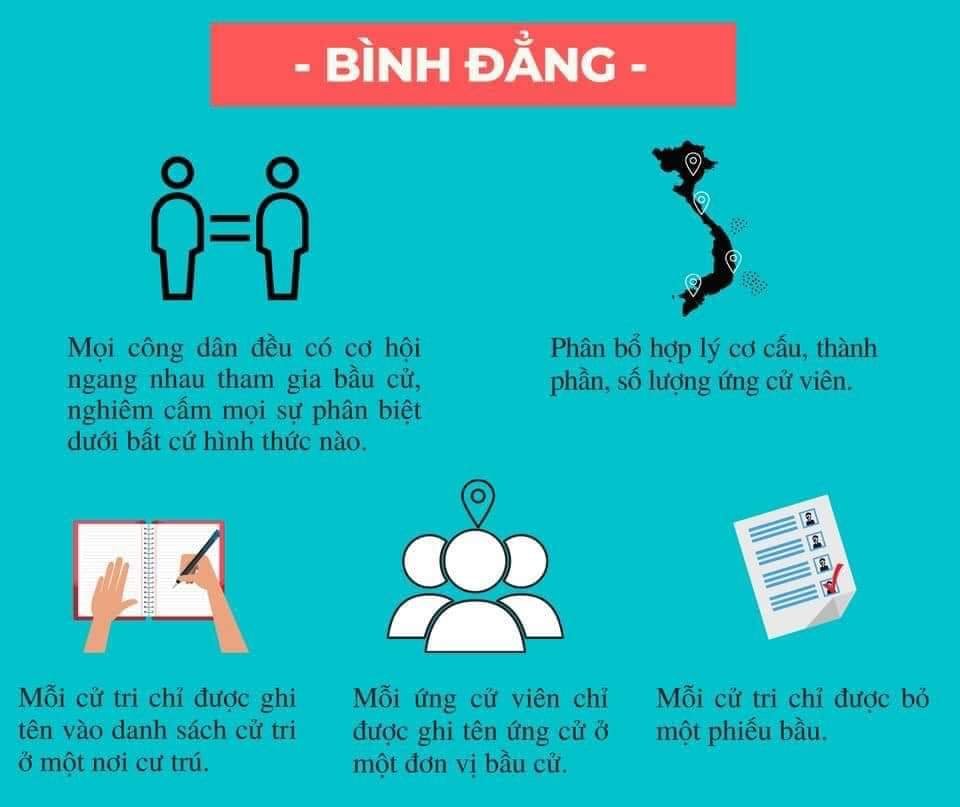 - BÌNH ĐẲNG -
Mọi công dân đều có cơ hội
ngang nhau tham gia bầu cử,
nghiêm cấm mọi sự phân biệt
dưới bất cứ hình thức nào.
Phân bổ hợp lý cơ cấu, thành
phần, số lượng ứng cử viên.
Mỗi cử tri chỉ được ghi
tên vào danh sách cử tri
ở một nơi cư trú.
Mỗi ứng cử viên chỉ
được ghi tên ứng cử ở
một đơn vị bầu cử.
Mỗi cử tri chỉ được bỏ
một phiếu bầu.